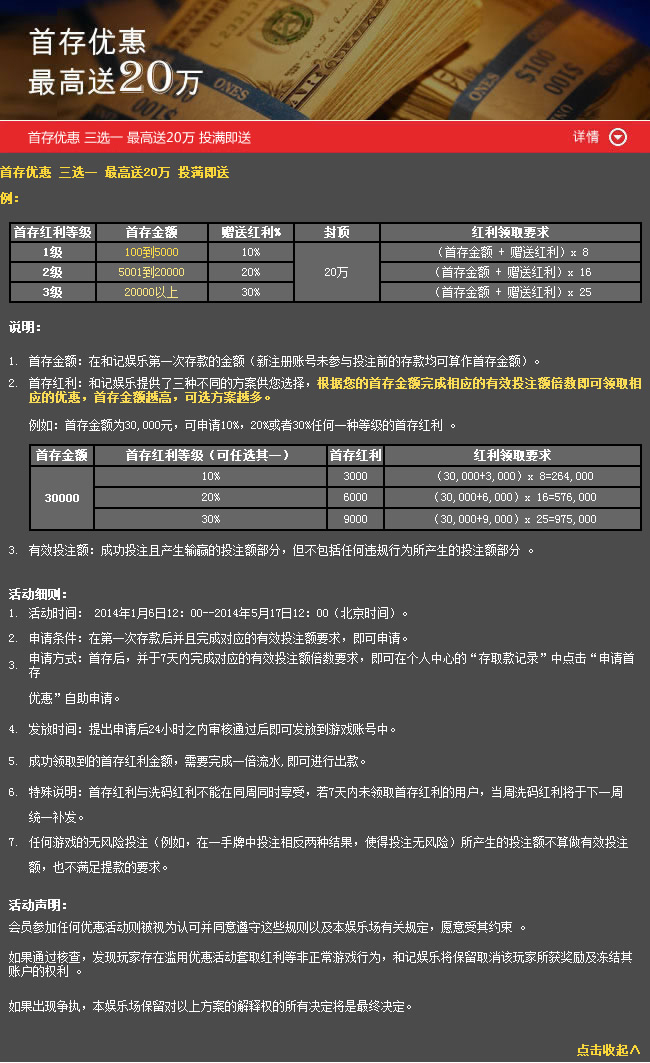 首存优惠
最高送20万
ONES
$100
100
ONES
首存优惠 三选一 最高送20万 投满即送 详情
首存优惠 三选一 最高送20万 投满即送
例：
首存红利等级 首存金额 赠送红利% 封顶 红利领取要求
1级 100到5000 10% （首存金额 + 赠送红利）x 8
2级 5001到20000 20% 20万 （首存金额 + 赠送红利）x 16
3级 20000以上 30% （首存金额 + 赠送红利）x 25
说明：
1. 首存金额：在和记娱乐第一次存款的金额（新注册账号未参与投注前的存款均可算作首存金额）。
2. 首存红利：和记娱乐提供了三种不同的方案供您选择，根据您的首存金额完成相应的有效投注额倍数即可领取相
应的优惠，首存金额越高，可选方案越多。
例如：首存金额为30,000元，可申请10%，20%或者30%任何一种等级的首存红利 。
首存金额 首存红利等级（可任选其一） 首存红利 红利领取要求
10% 3000 （30,000+3,000）x 8=264,000
30000 20% 6000 （30,000+6,000）x 16=576,000
30% 9000 （30,000+9,000）x 25=975,000
3. 有效投注额：成功投注且产生输赢的投注额部分，但不包括任何违规行为所产生的投注额部分 。
活动细则：
1. 活动时间： 2014年1月6日12：00--2014年5月17日12：00（北京时间）。
2. 申请条件：在第一次存款后并且完成对应的有效投注额要求，即可申请。
3. 申请方式：首存后，并于7天内完成对应的有效投注额倍数要求，即可在个人中心的“存取款记录”中点击“申请首
存
优惠”自助申请。
4. 发放时间：提出申请后24小时之内审核通过后即可发放到游戏账号中。
5. 成功领取到的首存红利金额，需要完成一倍流水,即可进行出款。
6. 特殊说明：首存红利与洗码红利不能在同周同时享受，若7天内未领取首存红利的用户，当周洗码红利将于下一周
统一补发。
7. 任何游戏的无风险投注（例如，在一手牌中投注相反两种结果，使得投注无风险）所产生的投注额不算做有效投注
额，也不满足提款的要求。
活动声明：
会员参加任何优惠活动则被视为认可并同意遵守这些规则以及本娱乐场有关规定，愿意受其约束 。
如果通过核查，发现玩家存在滥用优惠活动套取红利等非正常游戏行为，和记娱乐将保留取消该玩家所获奖励及冻结其
账户的权利 。
如果出现争执，本娱乐场保留对以上方案的解释权的所有决定将是最终决定。
点击收起∧